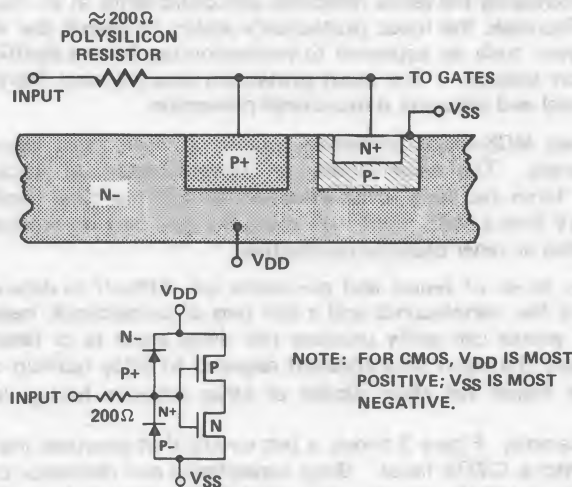 ≈ 200Ω
POLYSILICON
RESISTOR
INPUT
TO GATES
VSS
N+
P+
P-
N-
VDD
VDD
N-
P+
P
INPUT
N+
200Ω
N
P-
VSS
NOTE: FOR CMOS, VDD IS MOST
POSITIVE; VSS IS MOST
NEGATIVE.